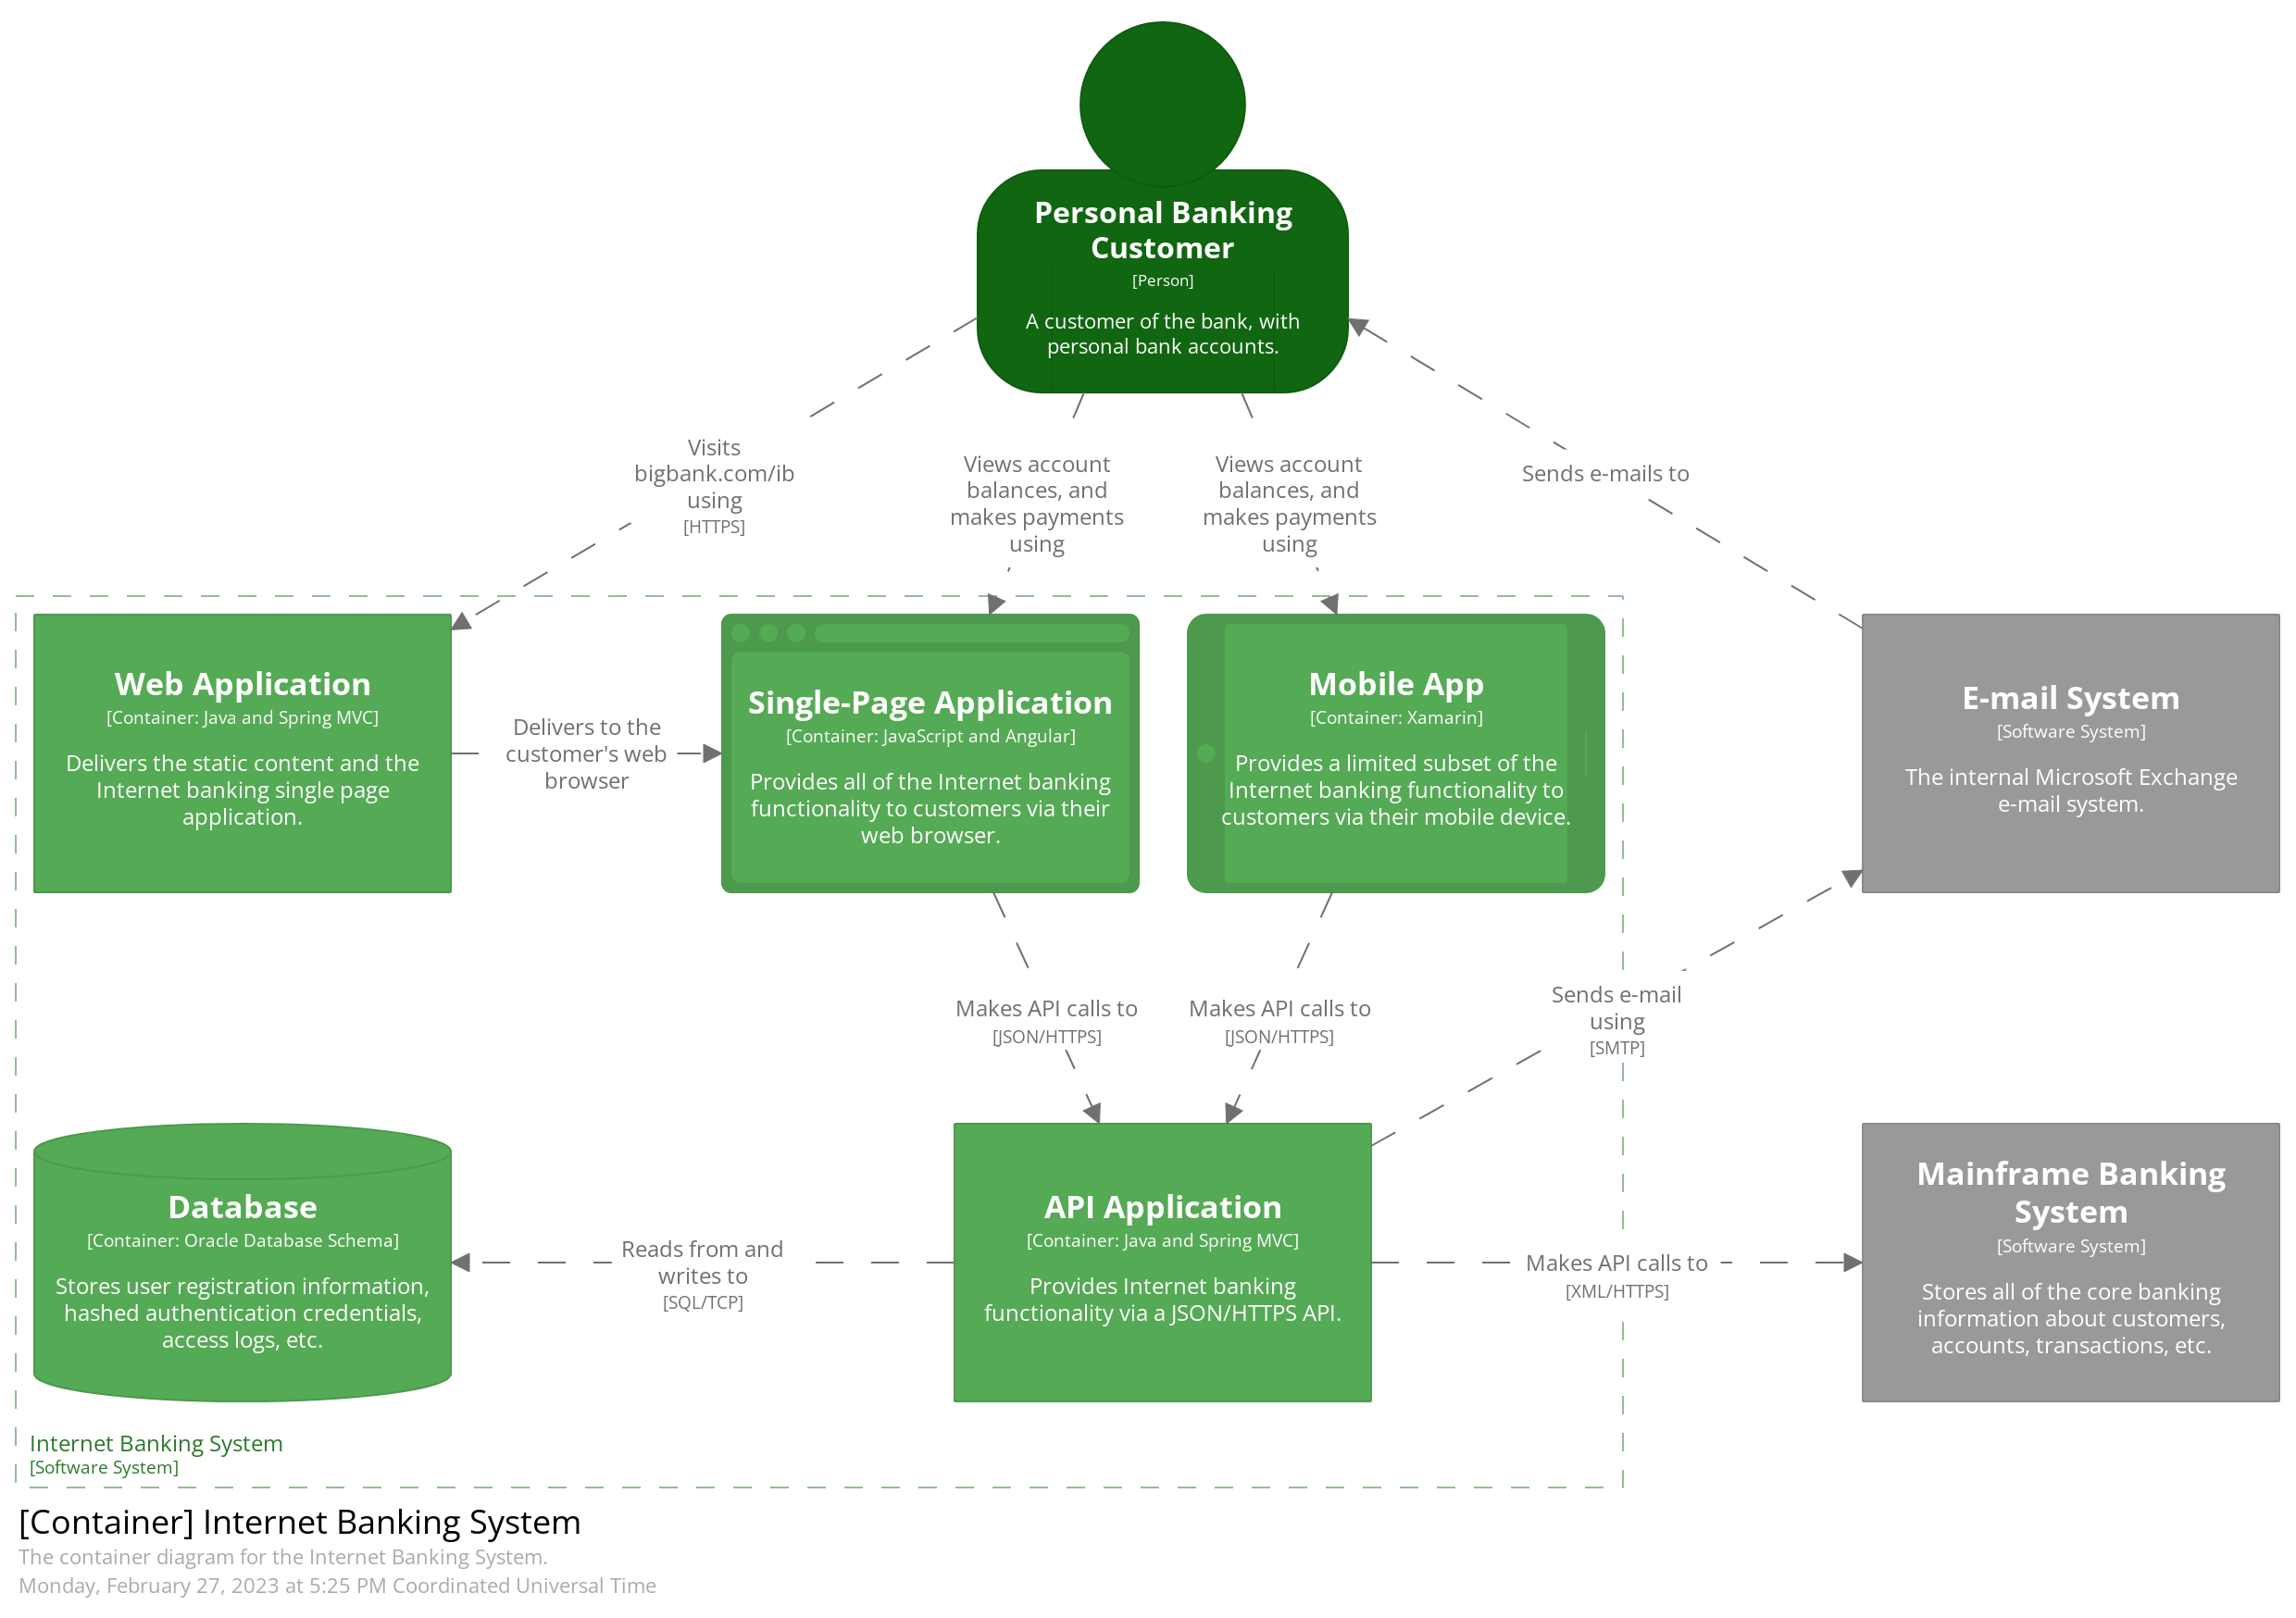 Personal Banking
Customer
[Person]
A customer of the bank, with
personal bank accounts.
Visits
bigbank.com/ib
using
[HTTPS]
Views account
balances, and
makes payments
using
Views account
balances, and
makes payments
using
Sends e-mails to
Web Application
[Container: Java and Spring MVC]
Delivers the static content and the
Internet banking single page
application.
Delivers to the
customer's web
browser
Single-Page Application
[Container: JavaScript and Angular]
Provides all of the Internet banking
functionality to customers via their
web browser.
Mobile App
[Container: Xamarin]
Provides a limited subset of the
Internet banking functionality to
customers via their mobile device.
E-mail System
[Software System]
The internal Microsoft Exchange
e-mail system.
Makes API calls to
[JSON/HTTPS]
Makes API calls to
[JSON/HTTPS]
Sends e-mail
using
[SMTP]
Database
[Container: Oracle Database Schema]
Stores user registration information,
hashed authentication credentials,
access logs, etc.
Reads from and
writes to
[SQL/TCP]
API Application
[Container: Java and Spring MVC]
Provides Internet banking
functionality via a JSON/HTTPS API.
Makes API calls to
[XML/HTTPS]
Mainframe Banking
System
[Software System]
Stores all of the core banking
information about customers,
accounts, transactions, etc.
Internet Banking System
[Software System]
[Container] Internet Banking System
The container diagram for the Internet Banking System.
Monday, February 27, 2023 at 5:25 PM Coordinated Universal Time